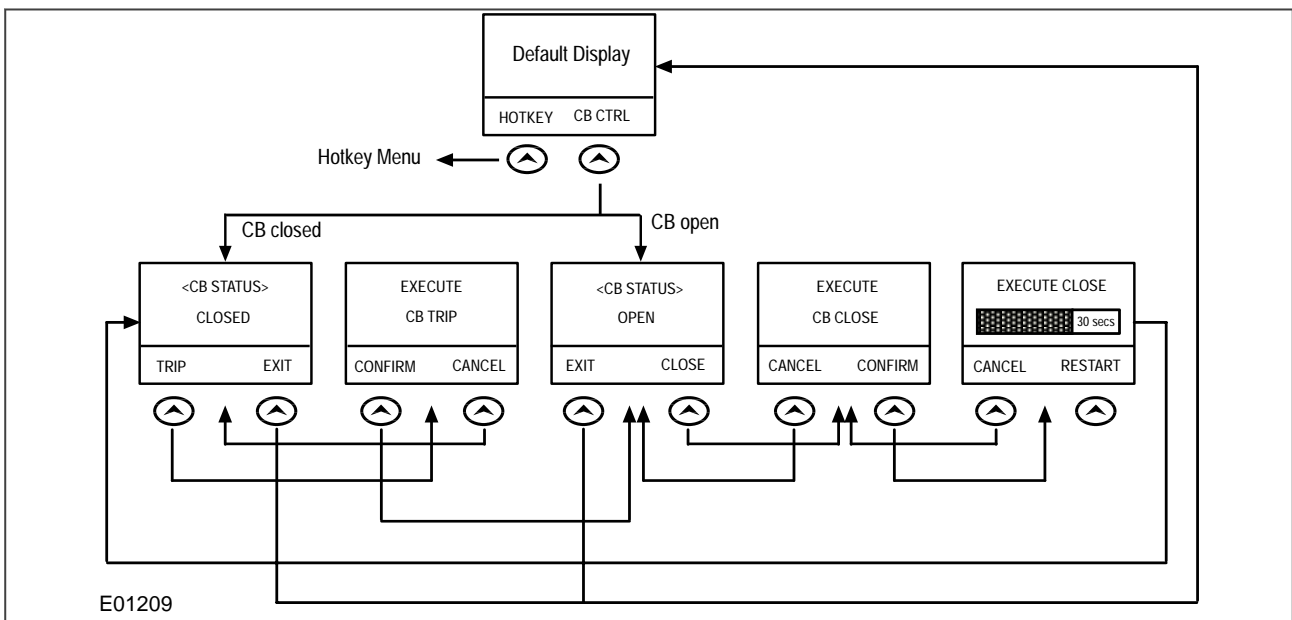 Default Display
HOTKEY CB CTRL
Hotkey Menu
CB closed
CB open
<CB STATUS>
CLOSED
TRIP EXIT
EXECUTE
CB TRIP
CONFIRM CANCEL
<CB STATUS>
OPEN
EXIT CLOSE
EXECUTE
CB CLOSE
CANCEL CONFIRM
EXECUTE CLOSE
30 secs
CANCEL RESTART
E01209